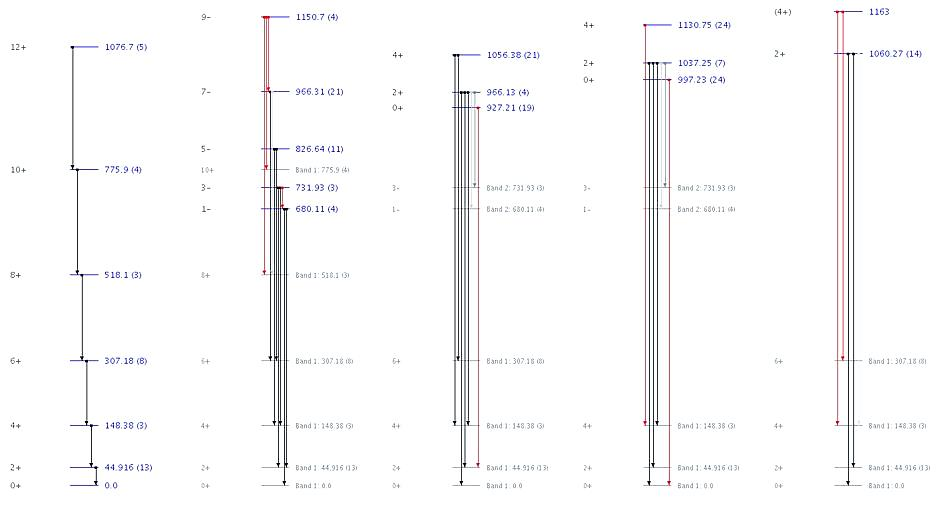 12+ 1076.7 (5)
10+ 775.9 (4)
8+ 518.1 (3)
6+ 307.18 (8)
4+ 148.38 (3)
2+ 44.916 (13)
0+ 0.0
9− 1150.7 (4)
7− 966.31 (21)
5− 826.64 (11)
10+ Band 1: 775.9 (4)
3− 731.93 (3)
1− 680.11 (4)
8+ Band 1: 518.1 (3)
6+ Band 1: 307.18 (8)
4+ Band 1: 148.38 (3)
2+ Band 1: 44.916 (13)
0+ Band 1: 0.0
4+ 1056.38 (21)
2+ 966.13 (4)
0+ 927.21 (19)
3− Band 2: 731.93 (3)
1− Band 2: 680.11 (4)
6+ Band 1: 307.18 (8)
4+ Band 1: 148.38 (3)
2+ Band 1: 44.916 (13)
0+ Band 1: 0.0
4+ 1130.75 (24)
2+ 1037.25 (7)
0+ 997.23 (24)
3− Band 2: 731.93 (3)
1− Band 2: 680.11 (4)
4+ Band 1: 148.38 (3)
2+ Band 1: 44.916 (13)
0+ Band 1: 0.0
(4+) 1163
2+ 1060.27 (14)
6+ Band 1: 307.18 (8)
4+ Band 1: 148.38 (3)
2+ Band 1: 44.916 (13)
0+ Band 1: 0.0